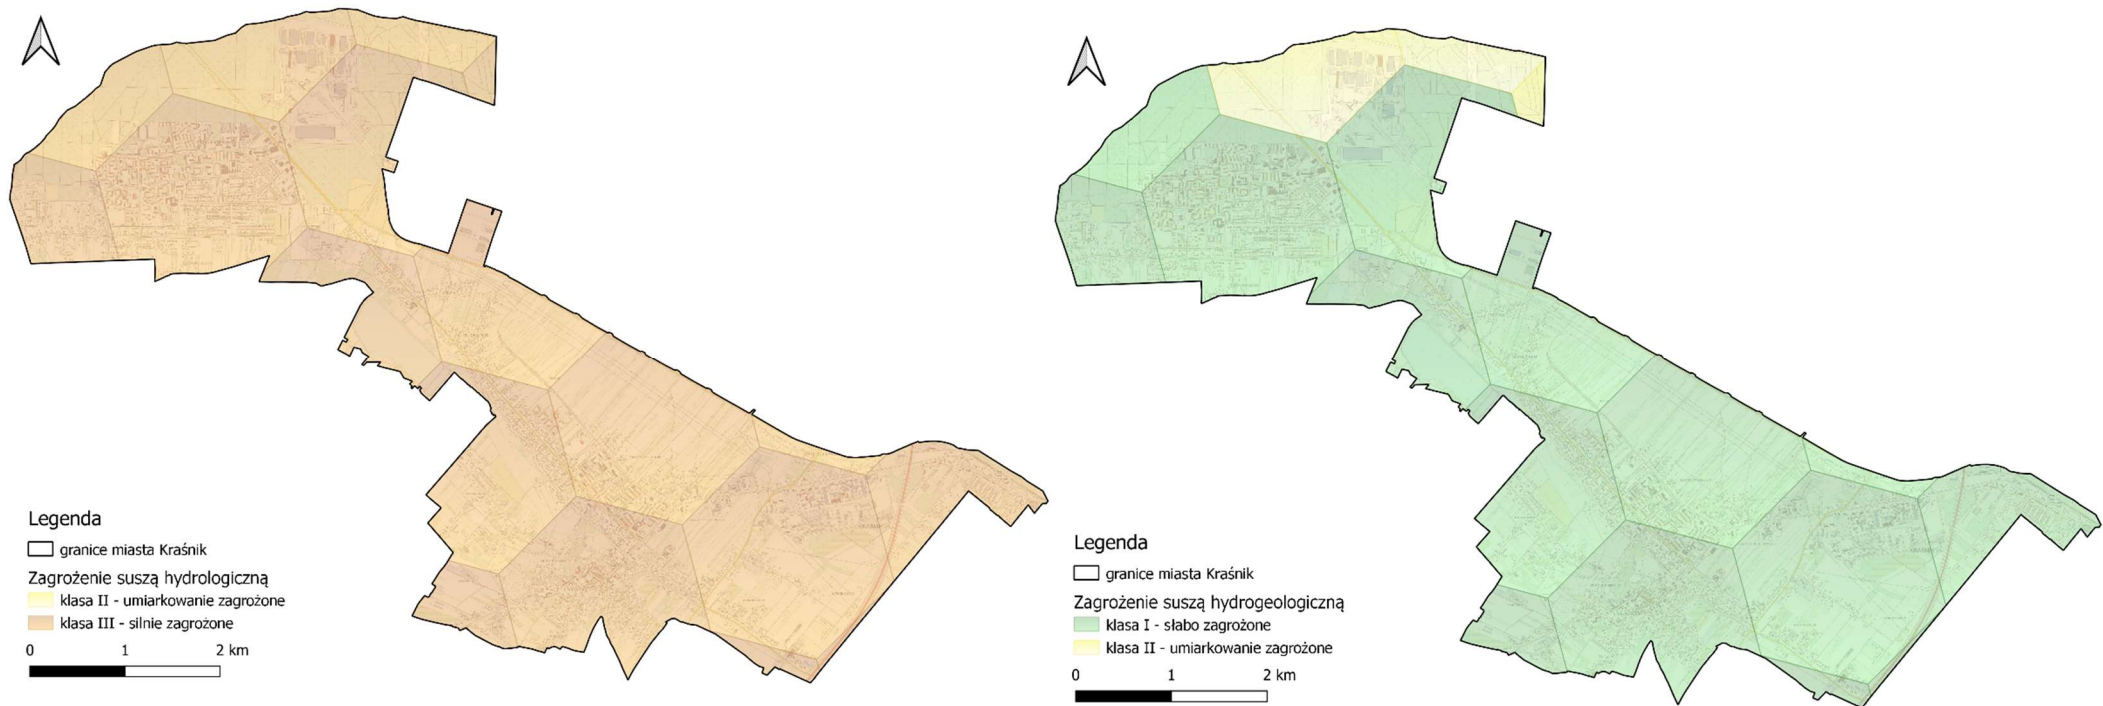 Legenda
granice miasta Kraśnik
Zagrożenie suszą hydrologiczną
klasa II - umiarkowanie zagrożone
klasa III - silnie zagrożone
0 1 2 km
Legenda
granice miasta Kraśnik
Zagrożenie suszą hydrogeologiczną
klasa I - słabo zagrożone
klasa II - umiarkowanie zagrożone
0 1 2 km